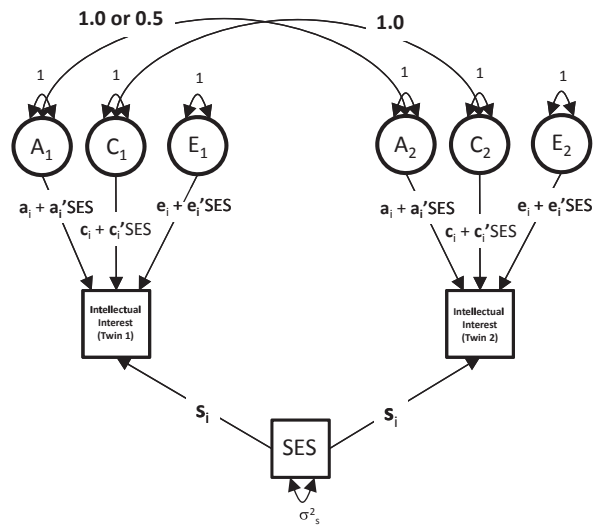 1.0 or 0.5
1.0
1
1
1
1
1
1
A₁
C₁
E₁
A₂
C₂
E₂
aᵢ + aᵢ'SES
cᵢ + cᵢ'SES
eᵢ + eᵢ'SES
aᵢ + aᵢ'SES
cᵢ + cᵢ'SES
eᵢ + eᵢ'SES
Intellectual
Interest
(Twin 1)
Intellectual
Interest
(Twin 2)
sᵢ
sᵢ
SES
σ²ₛ